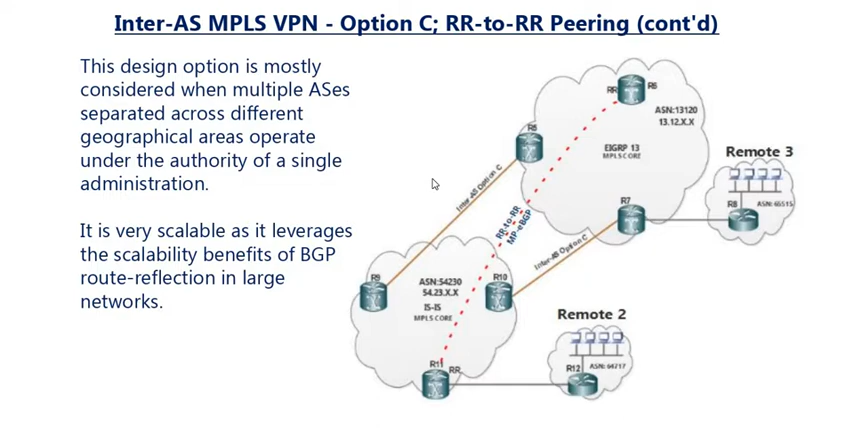 Inter-AS MPLS VPN - Option C; RR-to-RR Peering (cont'd)
This design option is mostly
considered when multiple ASes
separated across different
geographical areas operate
under the authority of a single
administration.
It is very scalable as it leverages
the scalability benefits of BGP
route-reflection in large
networks.
RR
R6
ASN:13120
13.12.X.X
EIGRP 13
MPLS CORE
Inter-AS Option C
RR-to-RR
MP-eBGP
Inter-AS Option C
R7
Remote 3
R8
ASN: 65515
R9
ASN:54230
54.23.X.X
IS-IS
MPLS CORE
R10
R11
RR
Remote 2
R12
ASN: 64717